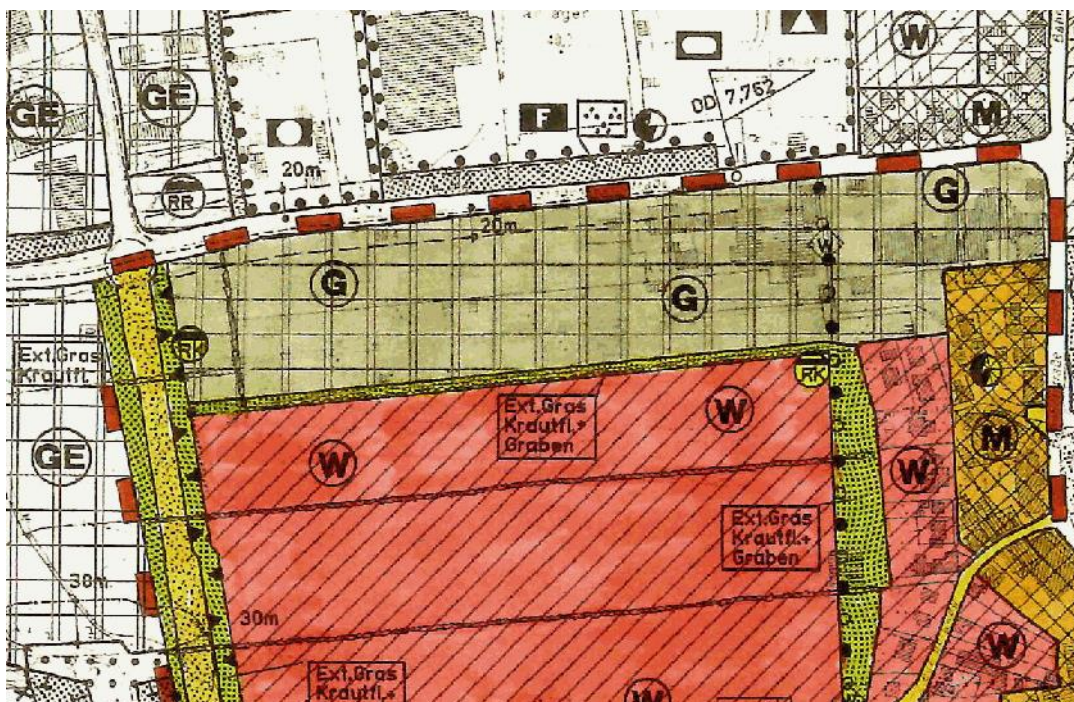 W
GE
GE
DD 7,752
M
F
20m
RR
G
20m
W
G
G
RK
Ext.Gras
Krautfl.
RK
Ext.Gras
Krautfl.+
Graben
W
M
GE
W
W
Ext.Gras
Krautfl.+
Graben
30m
30m
W
Ext.Gras
Krautfl.+
W